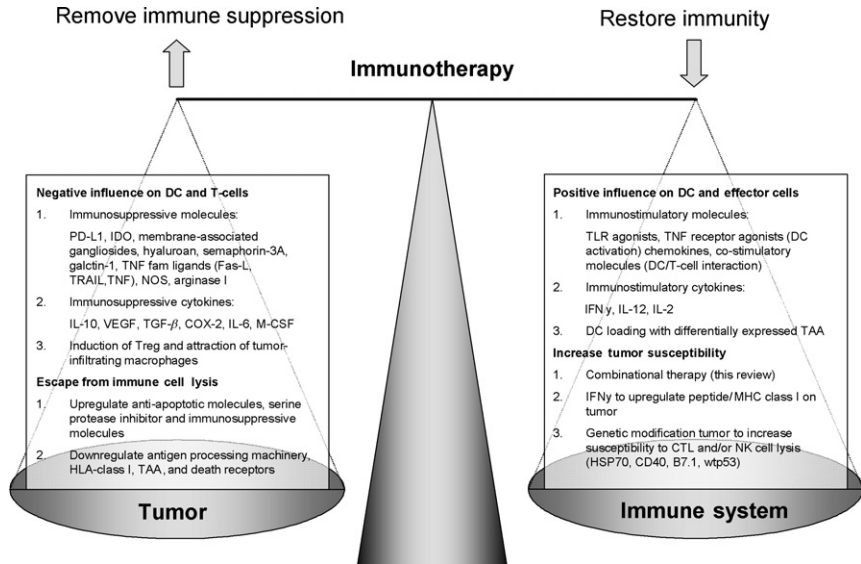 Remove immune suppression
Restore immunity
Immunotherapy
Negative influence on DC and T-cells
1. Immunosuppressive molecules:
PD-L1, IDO, membrane-associated
gangliosides, hyaluroan, semaphorin-3A,
galctin-1, TNF fam ligands (Fas-L,
TRAIL,TNF), NOS, arginase I
2. Immunosuppressive cytokines:
IL-10, VEGF, TGF-β, COX-2, IL-6, M-CSF
3. Induction of Treg and attraction of tumor-
infiltrating macrophages
Escape from immune cell lysis
1. Upregulate anti-apoptotic molecules, serine
protease inhibitor and immunosuppressive
molecules
2. Downregulate antigen processing machinery,
HLA-class I, TAA, and death receptors
Tumor
Positive influence on DC and effector cells
1. Immunostimulatory molecules:
TLR agonists, TNF receptor agonists (DC
activation) chemokines, co-stimulatory
molecules (DC/T-cell interaction)
2. Immunostimulatory cytokines:
IFNγ, IL-12, IL-2
3. DC loading with differentially expressed TAA
Increase tumor susceptibility
1. Combinational therapy (this review)
2. IFNγ to upregulate peptide/MHC class I on
tumor
3. Genetic modification tumor to increase
susceptibility to CTL and/or NK cell lysis
(HSP70, CD40, B7.1, wtp53)
Immune system